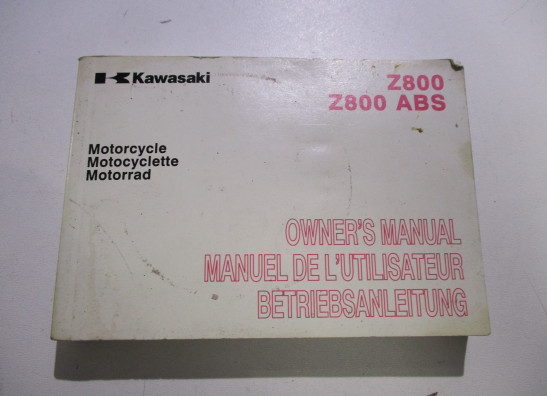 Kawasaki
Z800
Z800 ABS
Motorcycle
Motocyclette
Motorrad
OWNER'S MANUAL
MANUEL DE L'UTILISATEUR
BETRIEBSANLEITUNG